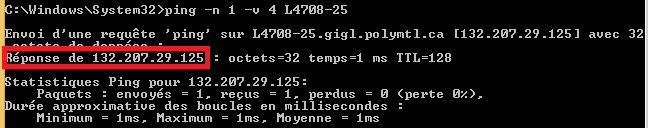 C:\Windows\System32>ping -n 1 -v 4 L4708-25
Envoi d'une requête 'ping' sur L4708-25.gigl.polymtl.ca [132.207.29.125] avec 32
octets de données :
Réponse de 132.207.29.125 : octets=32 temps=1 ms TTL=128
Statistiques Ping pour 132.207.29.125:
Paquets : envoyés = 1, reçus = 1, perdus = 0 (perte 0%),
Durée approximative des boucles en millisecondes :
Minimum = 1ms, Maximum = 1ms, Moyenne = 1ms